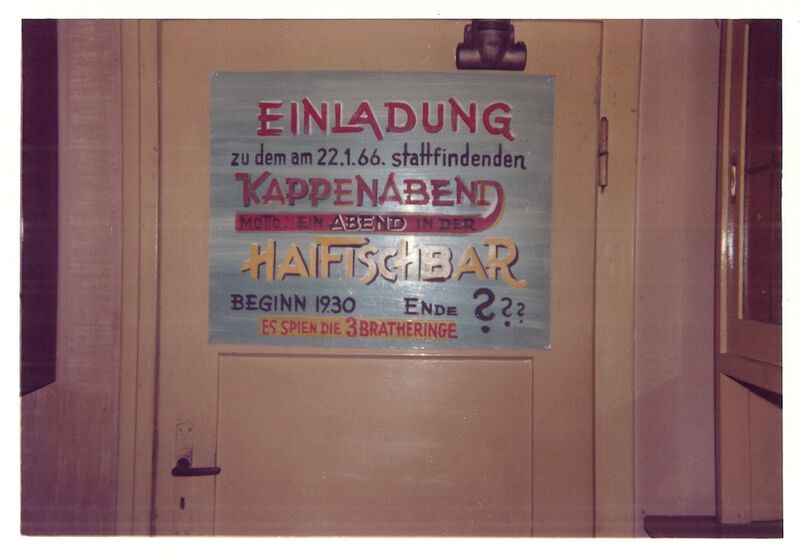 EINLADUNG
zu dem am 22.1.66. stattfindenden
KAPPENABEND
MOTTO: EIN ABEND IN DER
HAIFISCHBAR
BEGINN 19.30 ENDE ???
ES SPIEN DIE 3 BRATHERINGE